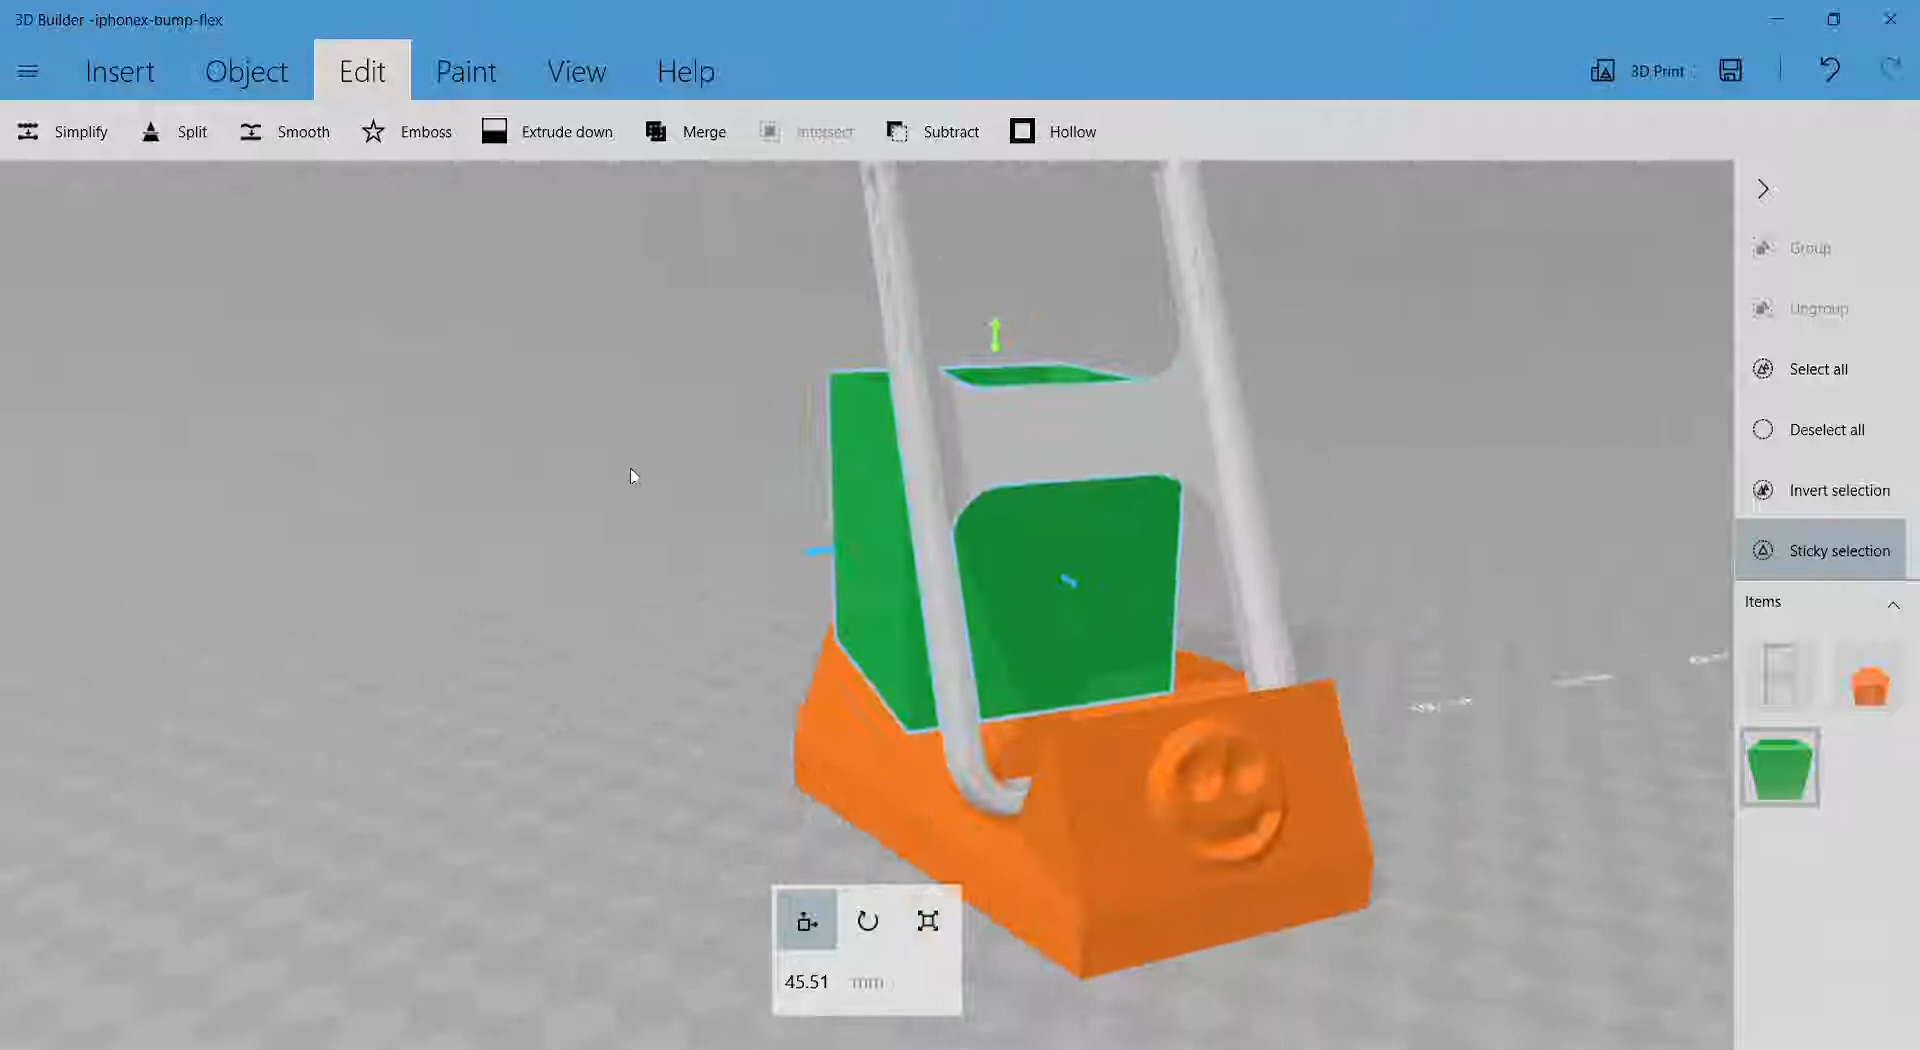 3D Builder -iphonex-bump-flex
Insert Object Edit Paint View Help
3D Print
Simplify Split Smooth Emboss Extrude down Merge Intersect Subtract Hollow
Group
Ungroup
Select all
Deselect all
Invert selection
Sticky selection
Items
45.51 mm